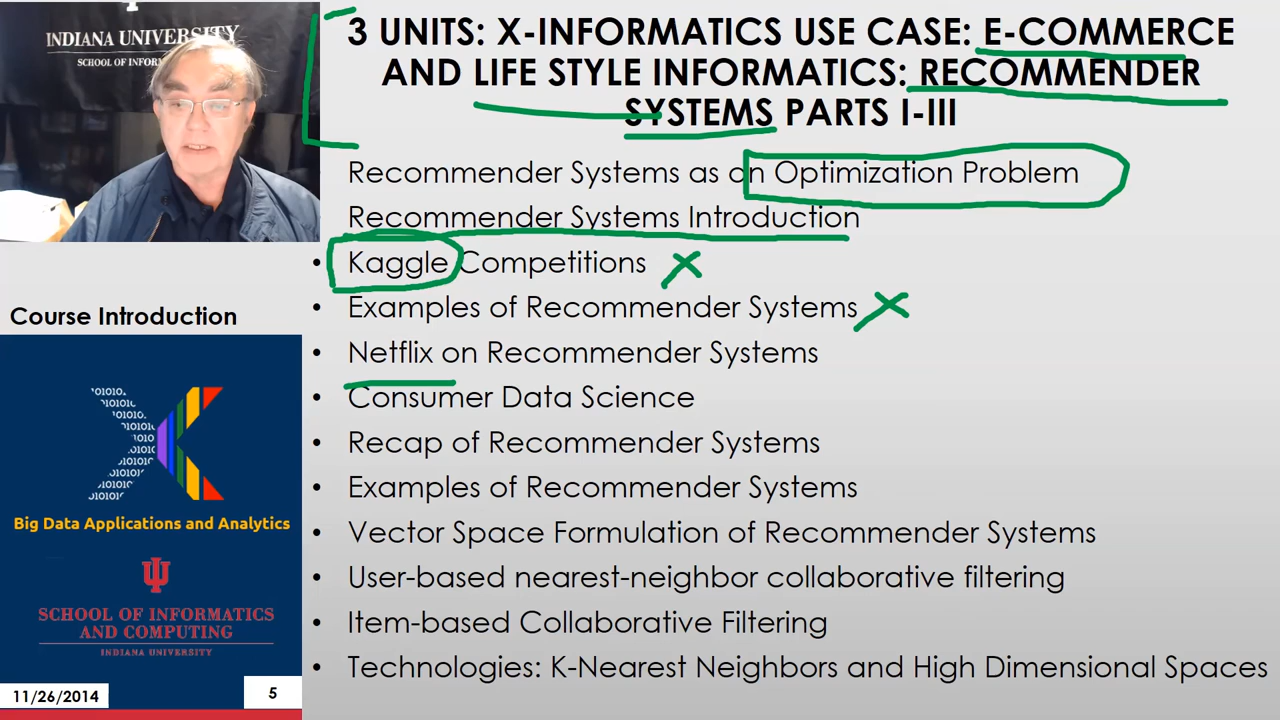 INDIANA UNIVERSITY
3 UNITS: X-INFORMATICS USE CASE: E-COMMERCE
AND LIFE STYLE INFORMATICS: RECOMMENDER
SYSTEMS PARTS I-III
Recommender Systems as an Optimization Problem
Recommender Systems Introduction
• Kaggle Competitions
• Examples of Recommender Systems
• Netflix on Recommender Systems
• Consumer Data Science
• Recap of Recommender Systems
• Examples of Recommender Systems
• Vector Space Formulation of Recommender Systems
• User-based nearest-neighbor collaborative filtering
• Item-based Collaborative Filtering
• Technologies: K-Nearest Neighbors and High Dimensional Spaces
Course Introduction
Big Data Applications and Analytics
SCHOOL OF INFORMATICS
AND COMPUTING
INDIANA UNIVERSITY
11/26/2014
5